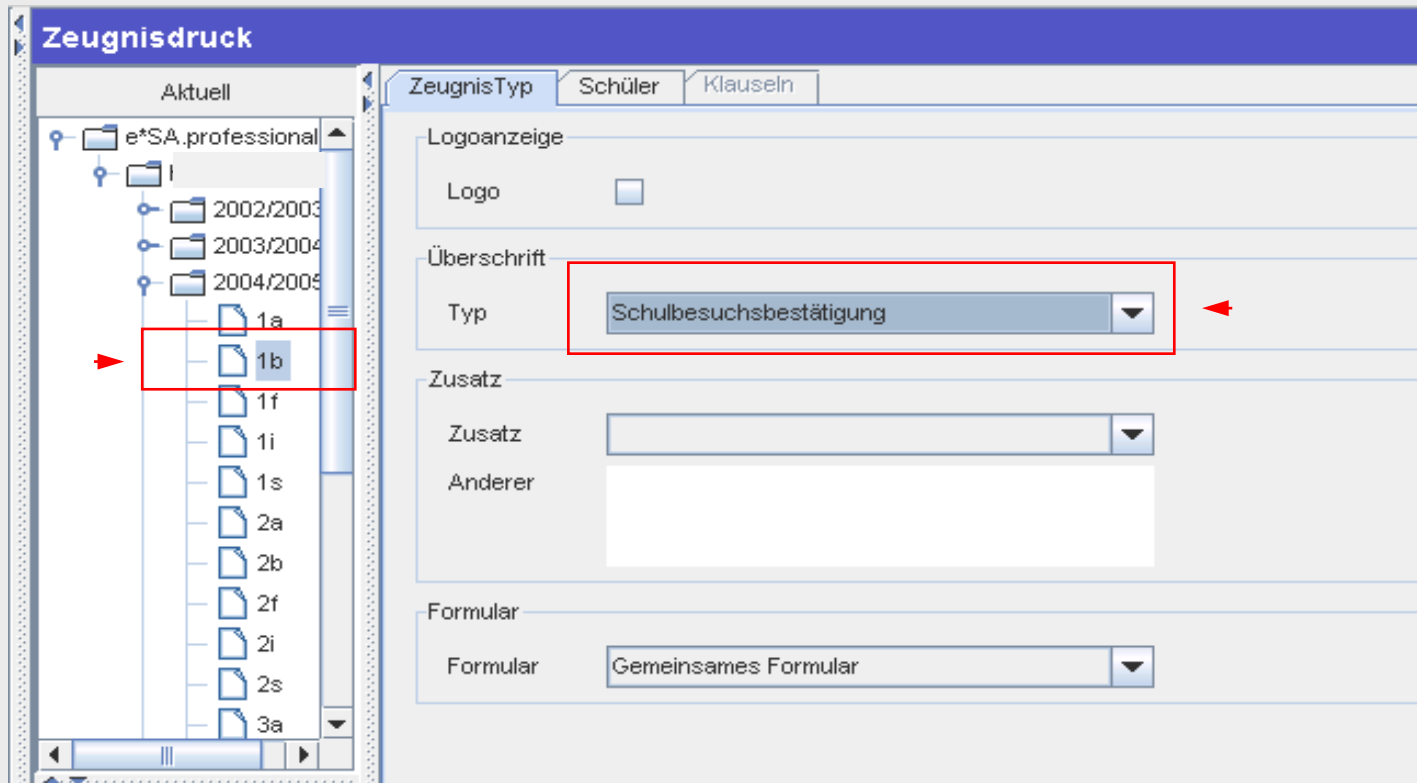 Zeugnisdruck
Aktuell
e*SA.professional
2002/2003
2003/2004
2004/2005
1a
1b
1f
1i
1s
2a
2b
2f
2i
2s
3a
ZeugnisTyp Schüler Klauseln
Logoanzeige
Logo
Überschrift
Typ Schulbesuchsbestätigung
Zusatz
Zusatz
Anderer
Formular
Formular Gemeinsames Formular